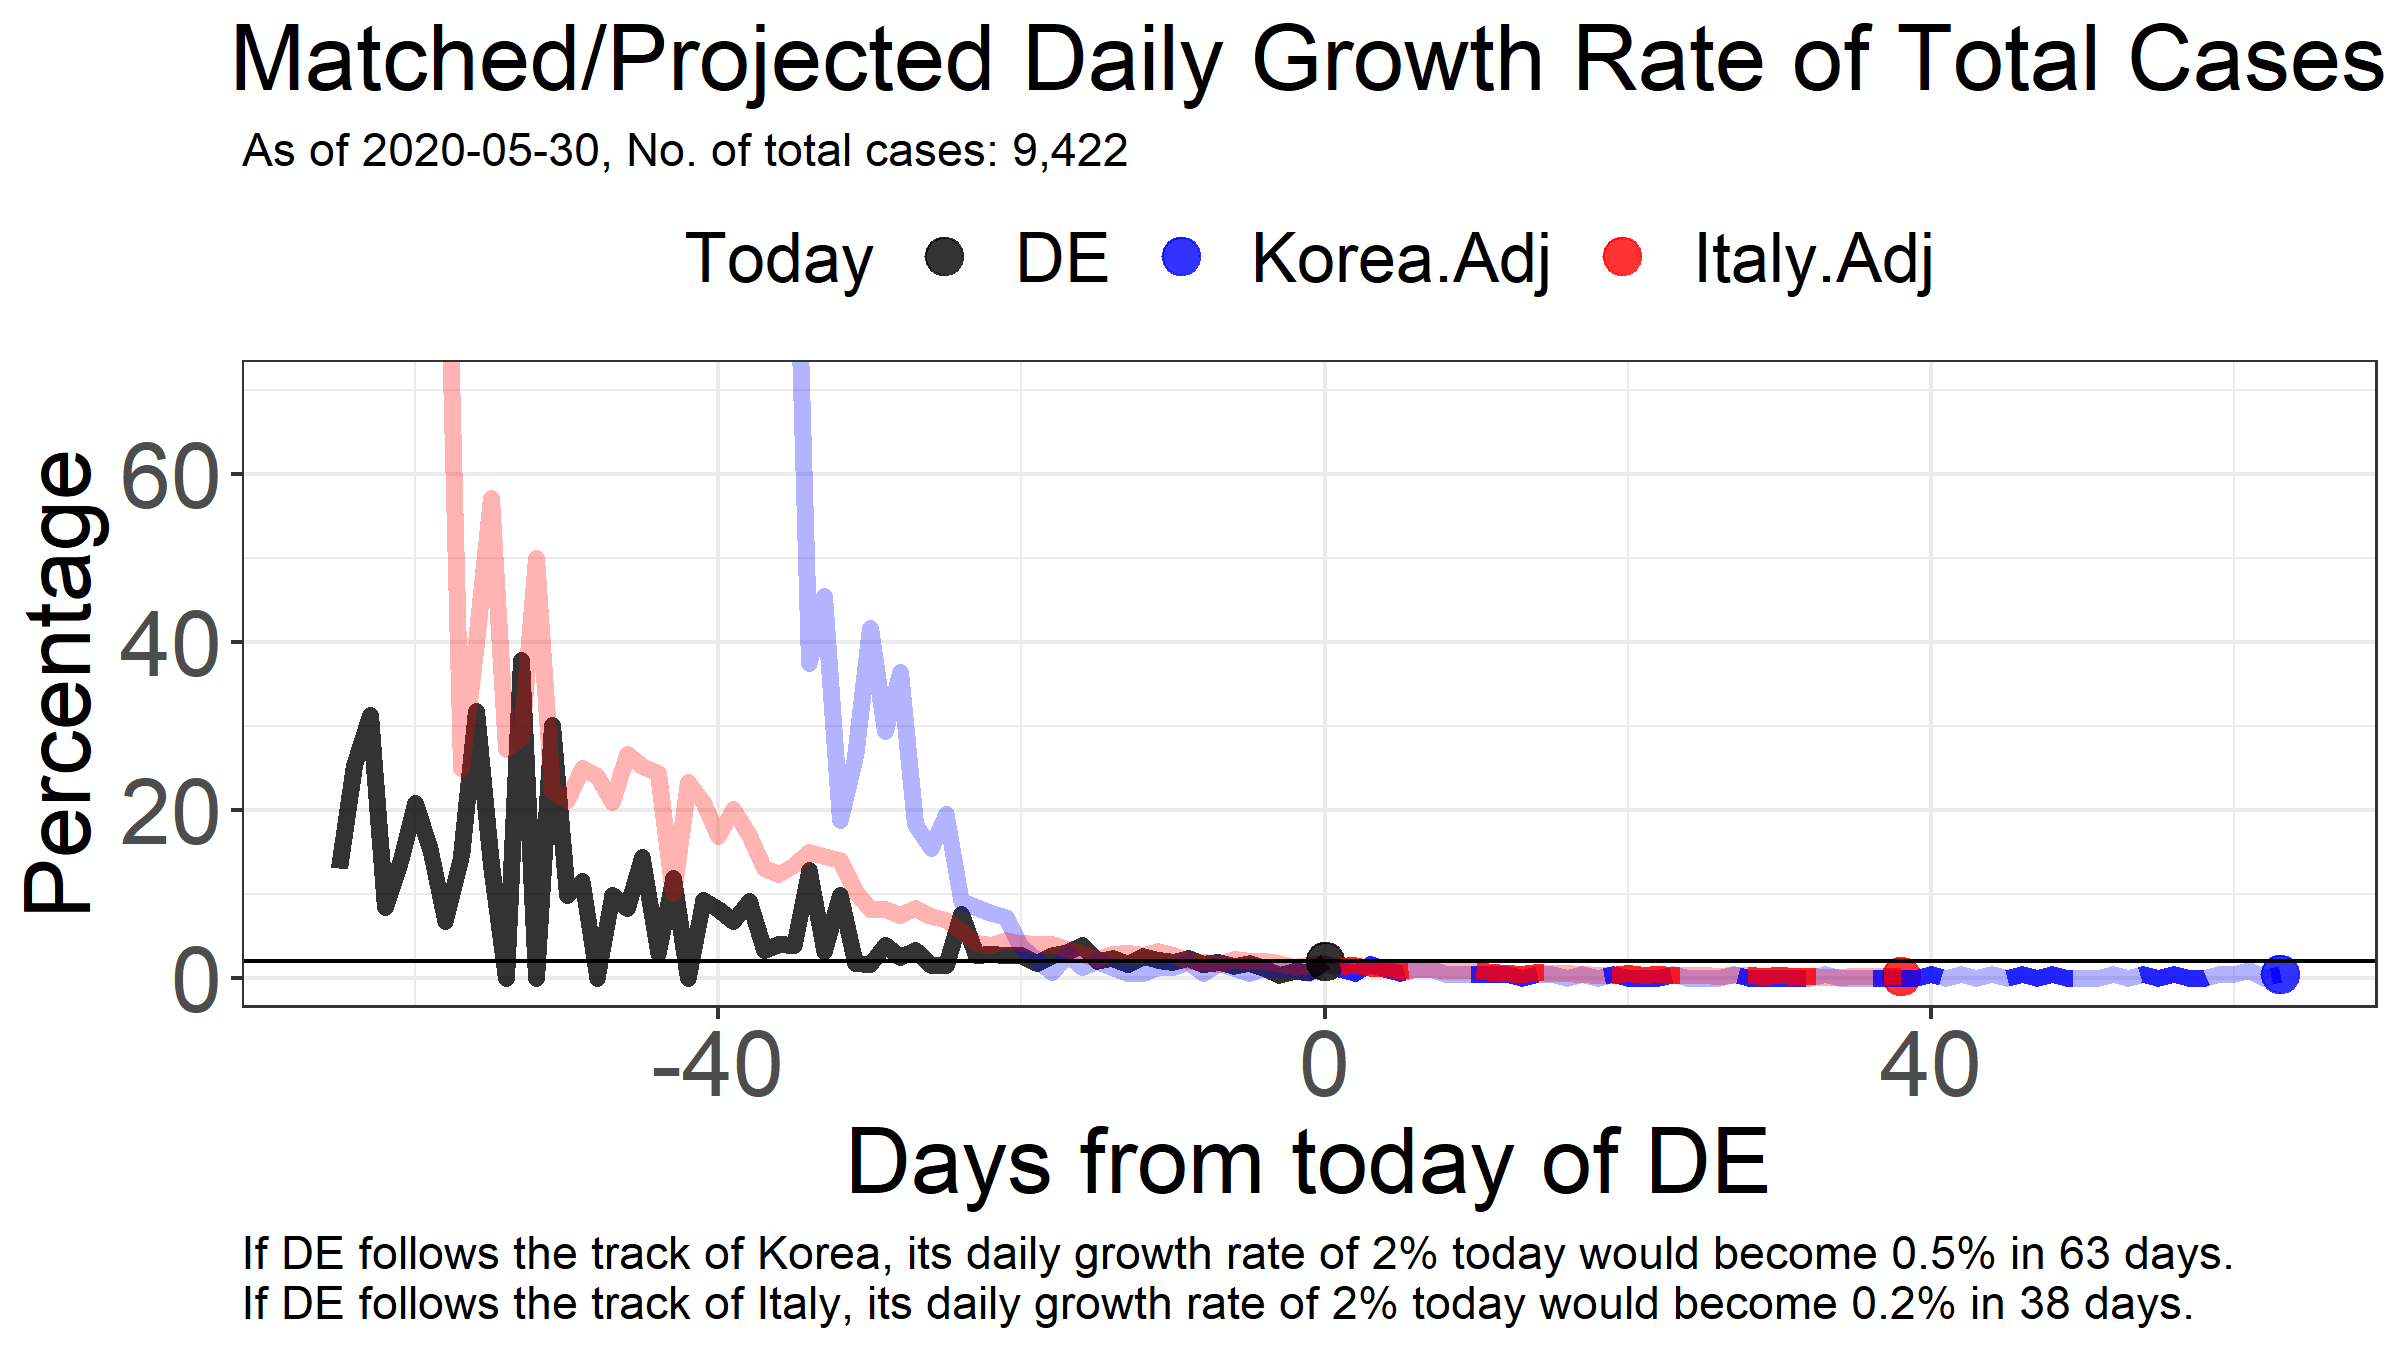 Matched/Projected Daily Growth Rate of Total Cases
As of 2020-05-30, No. of total cases: 9,422
Today DE Korea.Adj Italy.Adj
Percentage
60
40
20
0
-40 0 40
Days from today of DE
If DE follows the track of Korea, its daily growth rate of 2% today would become 0.5% in 63 days.
If DE follows the track of Italy, its daily growth rate of 2% today would become 0.2% in 38 days.